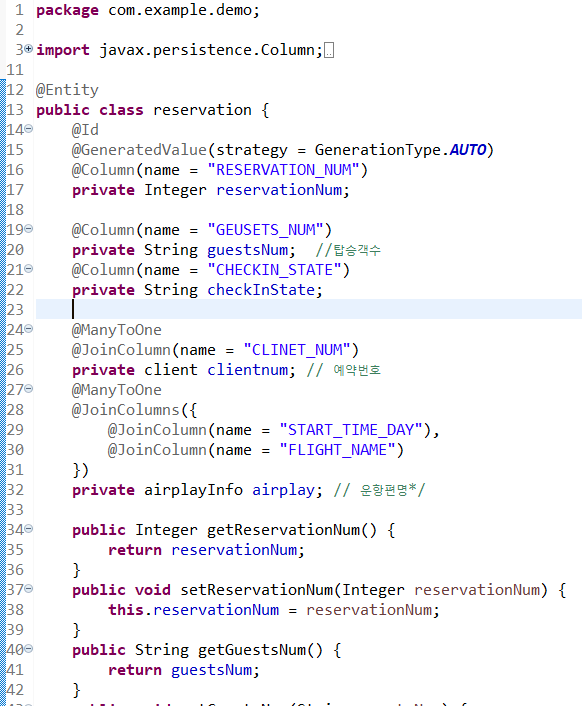 1 package com.example.demo;
2
3 import javax.persistence.Column;
11
12 @Entity
13 public class reservation {
14 @Id
15 @GeneratedValue(strategy = GenerationType.AUTO)
16 @Column(name = "RESERVATION_NUM")
17 private Integer reservationNum;
18
19 @Column(name = "GEUSETS_NUM")
20 private String guestsNum; //탑승객수
21 @Column(name = "CHECKIN_STATE")
22 private String checkInState;
23
24 @ManyToOne
25 @JoinColumn(name = "CLINET_NUM")
26 private client clientnum; // 예약번호
27 @ManyToOne
28 @JoinColumns({
29 @JoinColumn(name = "START_TIME_DAY"),
30 @JoinColumn(name = "FLIGHT_NAME")
31 })
32 private airplayInfo airplay; // 운항편명*/
33
34 public Integer getReservationNum() {
35 return reservationNum;
36 }
37 public void setReservationNum(Integer reservationNum) {
38 this.reservationNum = reservationNum;
39 }
40 public String getGuestsNum() {
41 return guestsNum;
42 }